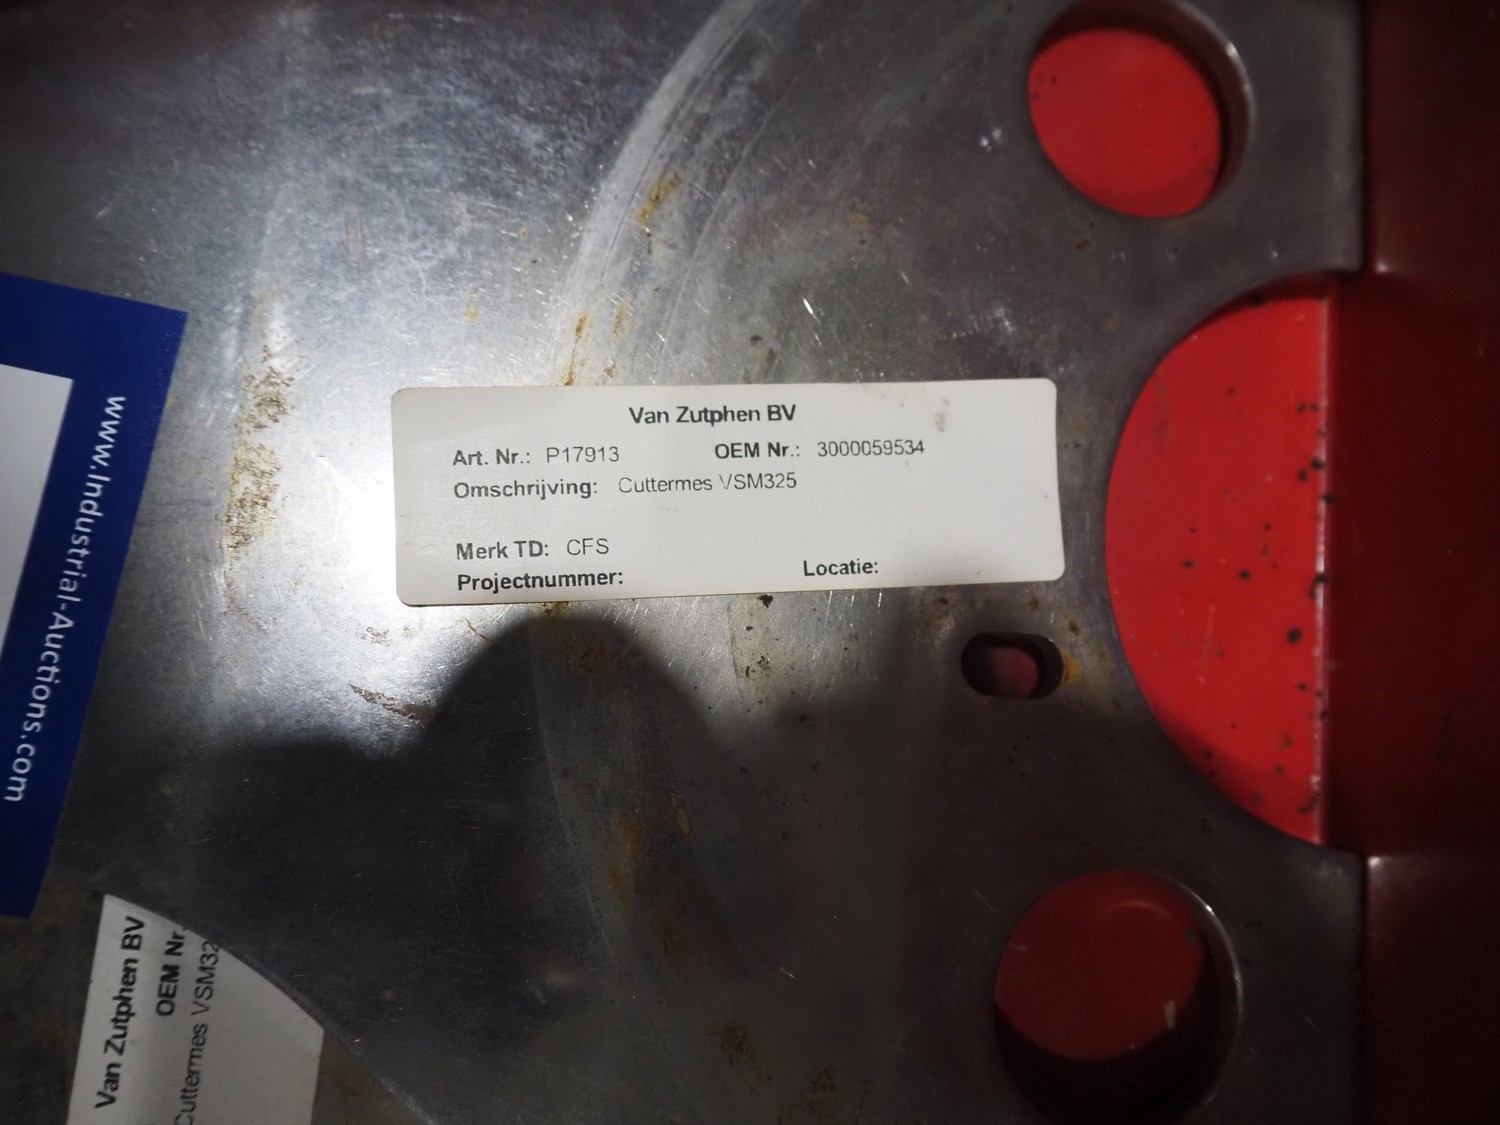 Van Zutphen BV
Art. Nr.: P17913 OEM Nr.: 3000059534
Omschrijving: Cuttermes VSM325
Merk TD: CFS
Projectnummer: Locatie:
www.Industrial-Auctions.com
Van Zutphen BV
OEM Nr.
Cuttermes VSM32